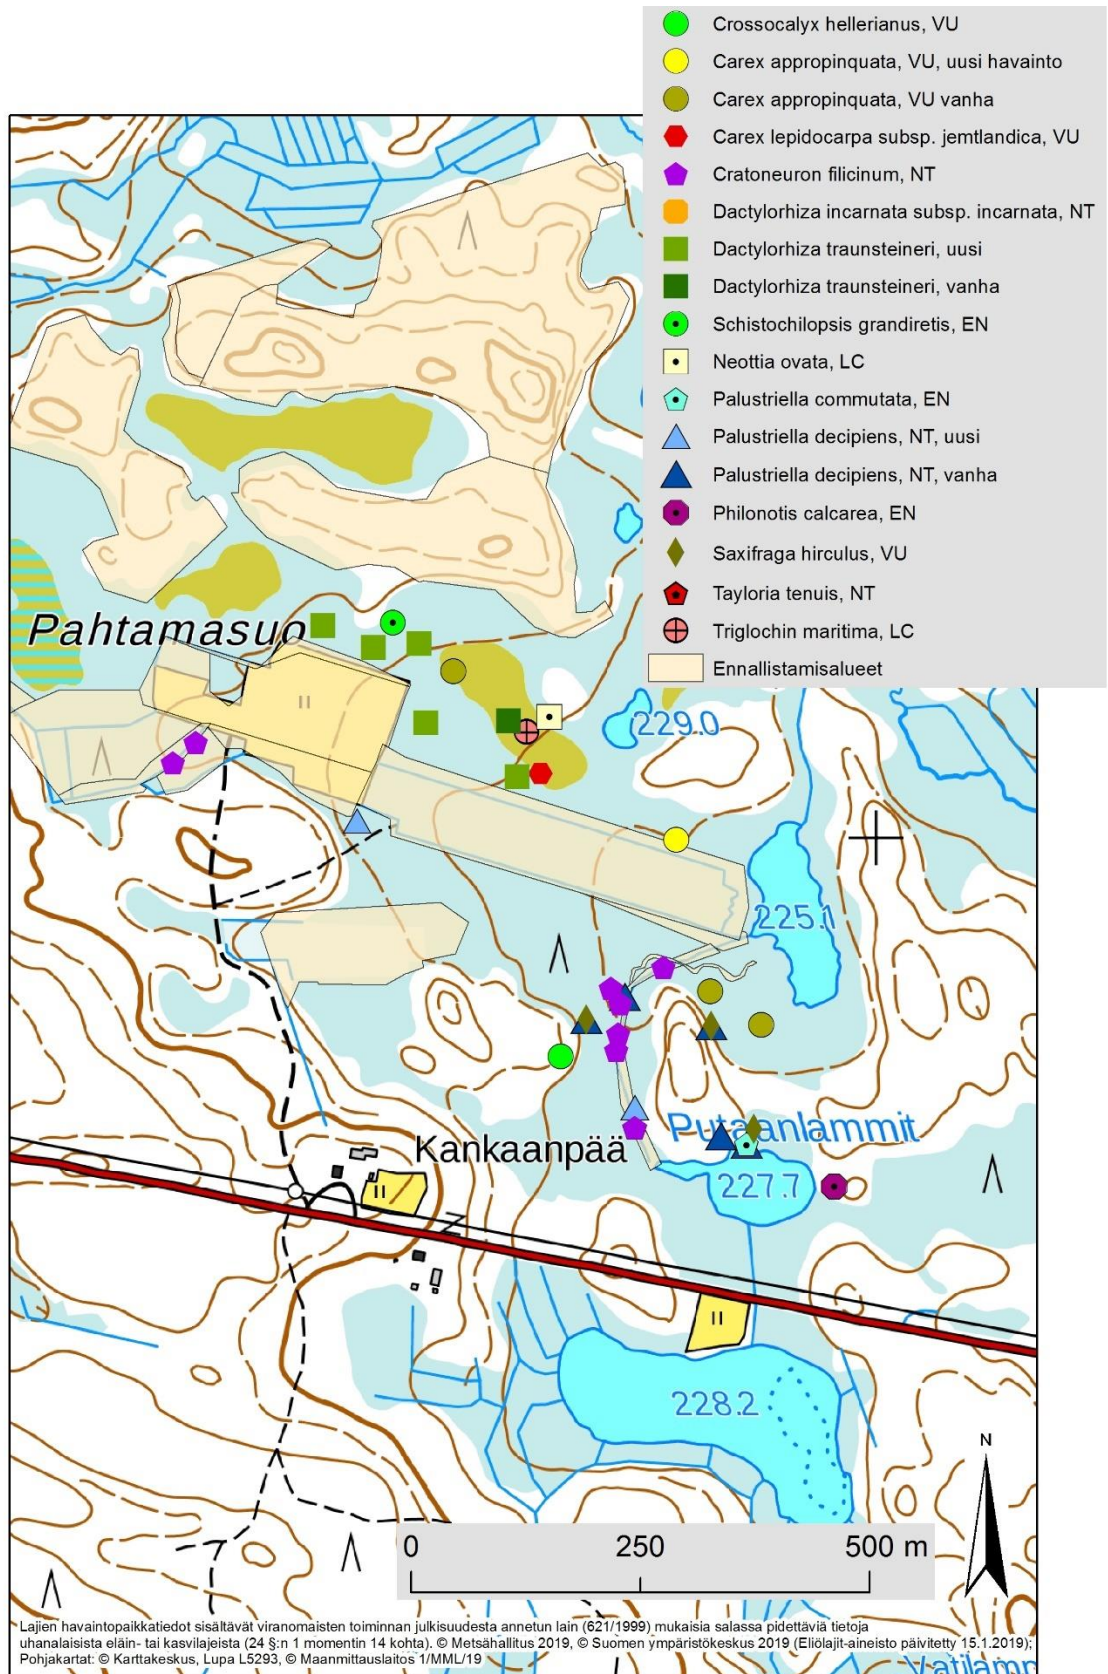 Crossocalyx hellerianus, VU
Carex appropinquata, VU, uusi havainto
Carex appropinquata, VU vanha
Carex lepidocarpa subsp. jemtlandica, VU
Cratoneuron filicinum, NT
Dactylorhiza incarnata subsp. incarnata, NT
Dactylorhiza traunsteineri, uusi
Dactylorhiza traunsteineri, vanha
Schistochilopsis grandiretis, EN
Neottia ovata, LC
Palustriella commutata, EN
Palustriella decipiens, NT, uusi
Palustriella decipiens, NT, vanha
Philonotis calcarea, EN
Saxifraga hirculus, VU
Tayloria tenuis, NT
Triglochin maritima, LC
Ennallistamisalueet
Pahtamasuo
229.0
225.1
Putaanlammit
Kankaanpää
227.7
228.2
N
0 250 500 m
Lajien havaintopaikkatiedot sisältävät viranomaisten toiminnan julkisuudesta annetun lain (621/1999) mukaisia salassa pidettäviä tietoja
uhanalaisista eläin- tai kasvilajeista (24 §:n 1 momentin 14 kohta). © Metsähallitus 2019, © Suomen ympäristökeskus 2019 (Eliölajit-aineisto päivitetty 15.1.2019);
Pohjakartat: © Karttakeskus, Lupa L5293, © Maanmittauslaitos 1/MML/19